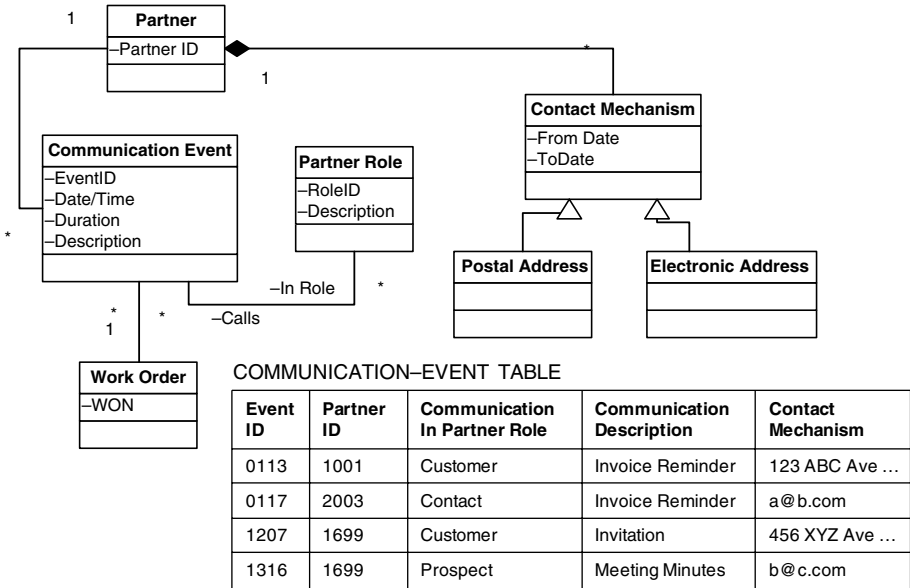 1
Partner
–Partner ID
1
*
Contact Mechanism
–From Date
–ToDate
Communication Event
–EventID
–Date/Time
–Duration
–Description
*
Partner Role
–RoleID
–Description
–In Role
*
–Calls
*
*
1
Postal Address
Electronic Address
Work Order
–WON
COMMUNICATION–EVENT TABLE
Event ID Partner ID Communication In Partner Role Communication Description Contact Mechanism
0113 1001 Customer Invoice Reminder 123 ABC Ave ...
0117 2003 Contact Invoice Reminder a@b.com
1207 1699 Customer Invitation 456 XYZ Ave ...
1316 1699 Prospect Meeting Minutes b@c.com